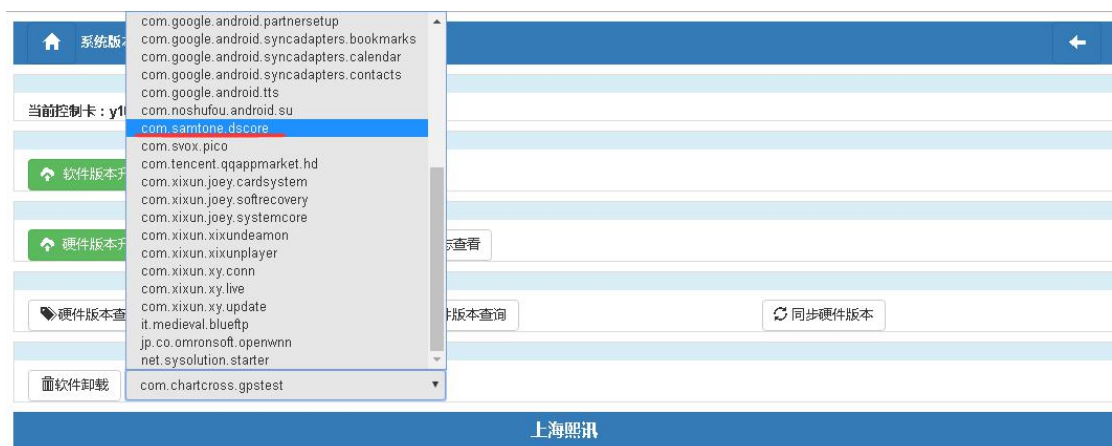 系统版
当前控制卡：y1
软件版本升
硬件版本升
志查看
硬件版本查
件版本查询
同步硬件版本
软件卸载
com.google.android.partnersetup
com.google.android.syncadapters.bookmarks
com.google.android.syncadapters.calendar
com.google.android.syncadapters.contacts
com.google.android.tts
com.noshufou.android.su
com.samtone.dscore
com.svox.pico
com.tencent.qqappmarket.hd
com.xixun.joey.cardsystem
com.xixun.joey.softrecovery
com.xixun.joey.systemcore
com.xixun.xixundeamon
com.xixun.xixunplayer
com.xixun.xy.conn
com.xixun.xy.live
com.xixun.xy.update
it.medieval.blueftp
jp.co.omronsoft.openwnn
net.sysolution.starter
com.chartcross.gpstest
上海熙讯